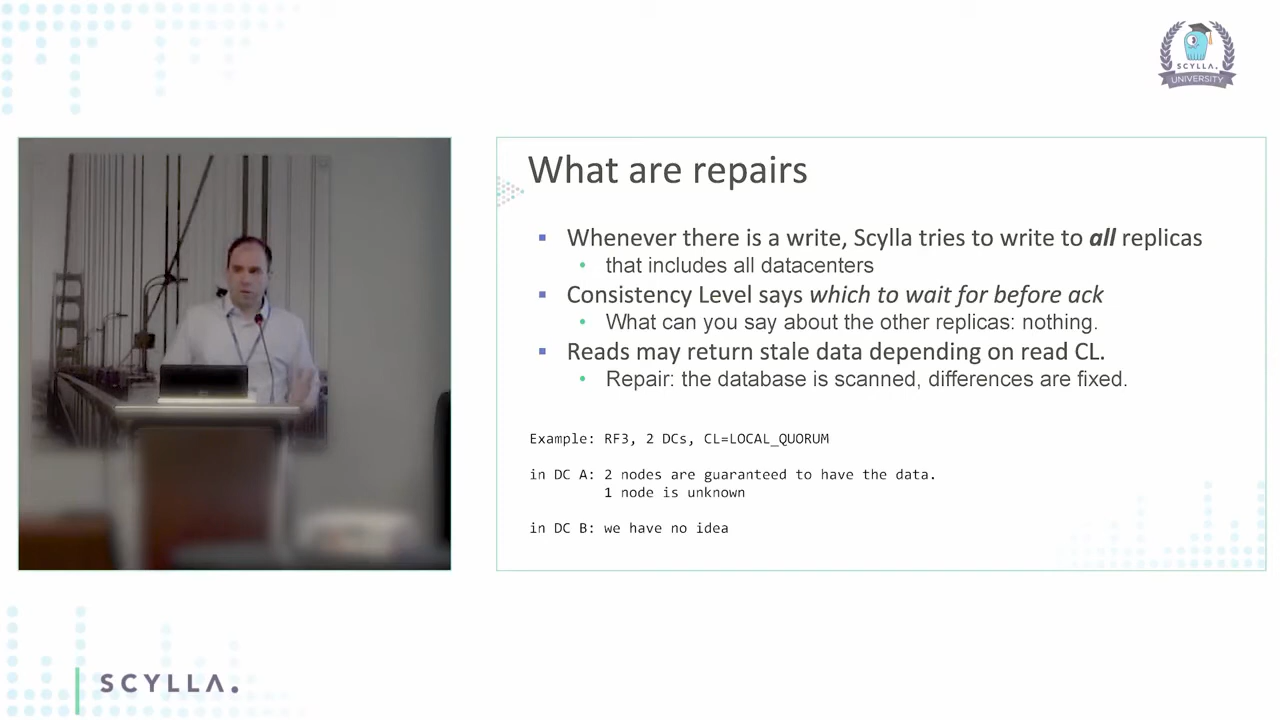 SCYLLA.
UNIVERSITY
What are repairs
Whenever there is a write, Scylla tries to write to all replicas
that includes all datacenters
Consistency Level says which to wait for before ack
What can you say about the other replicas: nothing.
Reads may return stale data depending on read CL.
Repair: the database is scanned, differences are fixed.
Example: RF3, 2 DCs, CL=LOCAL_QUORUM
in DC A: 2 nodes are guaranteed to have the data.
1 node is unknown
in DC B: we have no idea
SCYLLA.